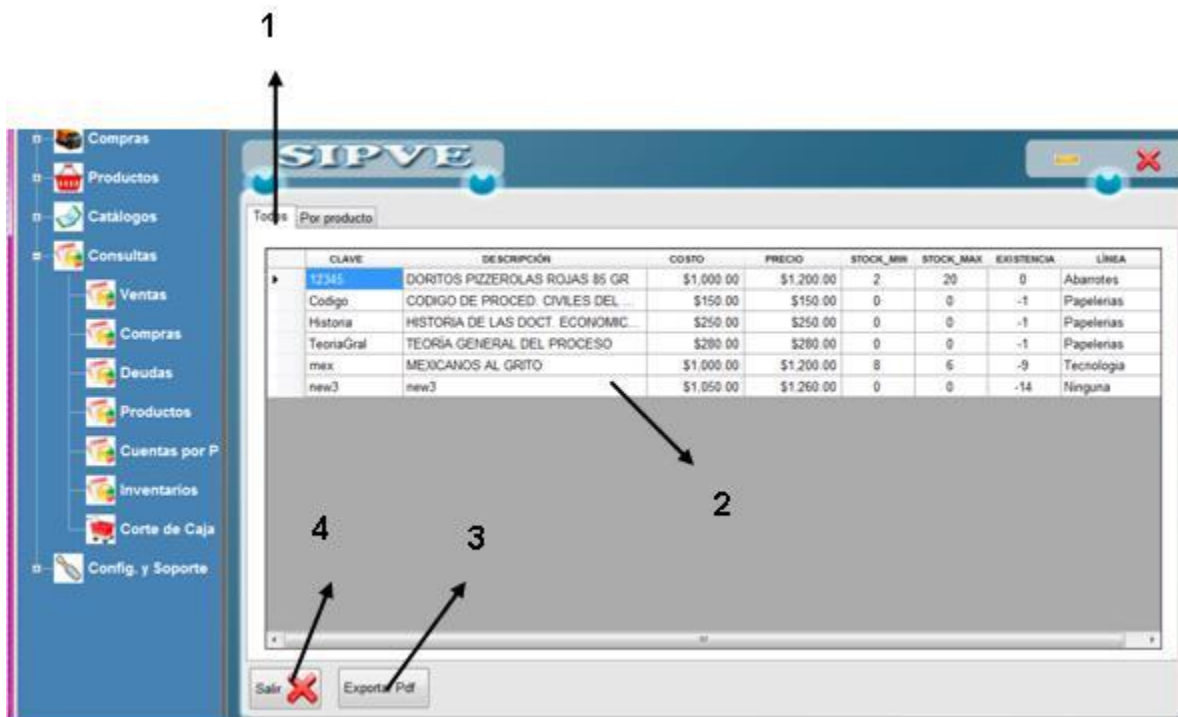 1
Compras
Productos
Catálogos
Consultas
Ventas
Compras
Deudas
Productos
Cuentas por P
Inventarios
Corte de Caja
Config. y Soporte
SIPVE
Todos Por producto
CLAVE DESCRIPCIÓN COSTO PRECIO STOCK_MIN STOCK_MAX EXISTENCIA LÍNEA
12345 DORITOS PIZZEROLAS ROJAS 85 GR $1,000.00 $1,200.00 2 20 0 Abarrotes
Codigo CODIGO DE PROCED. CIVILES DEL ... $150.00 $150.00 0 0 -1 Papelerias
Historia HISTORIA DE LAS DOCT. ECONOMIC... $250.00 $250.00 0 0 -1 Papelerias
TeoriaGral TEORÍA GENERAL DEL PROCESO $280.00 $280.00 0 0 -1 Papelerias
mex MEXICANOS AL GRITO $1,000.00 $1,200.00 8 6 -9 Tecnologia
new3 new3 $1,050.00 $1,260.00 0 0 -14 Ninguna
2
4 3
Salir Exportar Pdf